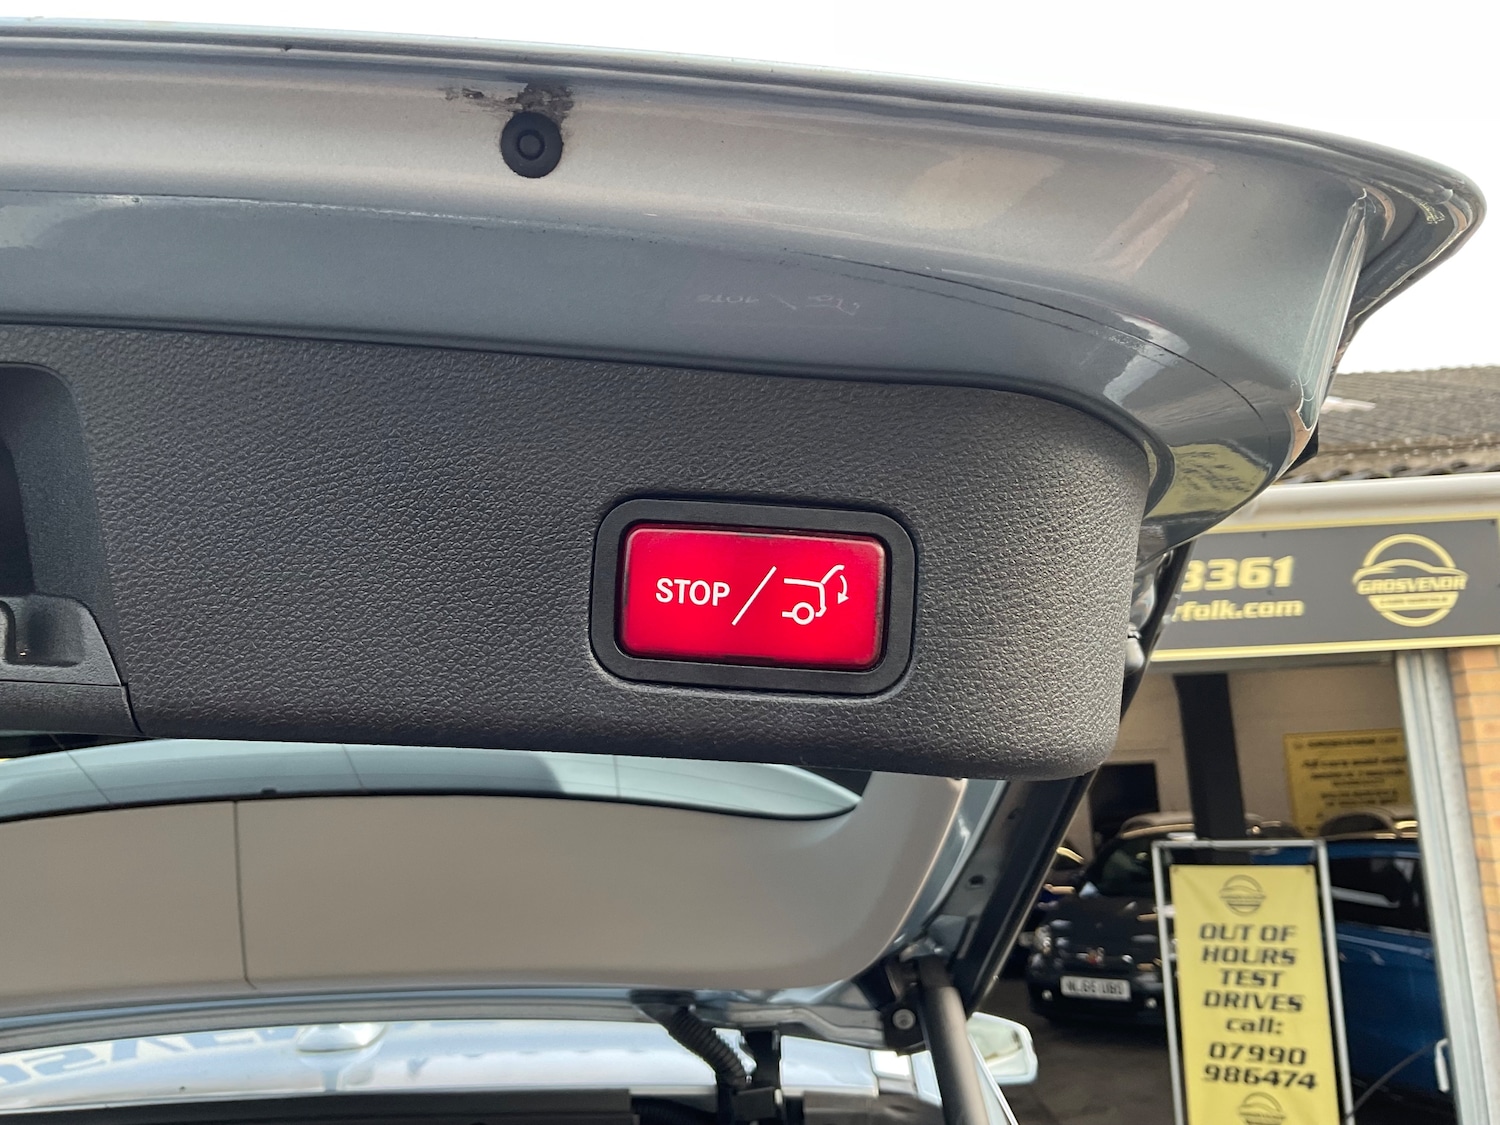 STOP /
3361
rfolk.com
GROSVENOR
OUT OF
HOURS
TEST
DRIVES
call:
07990
986474